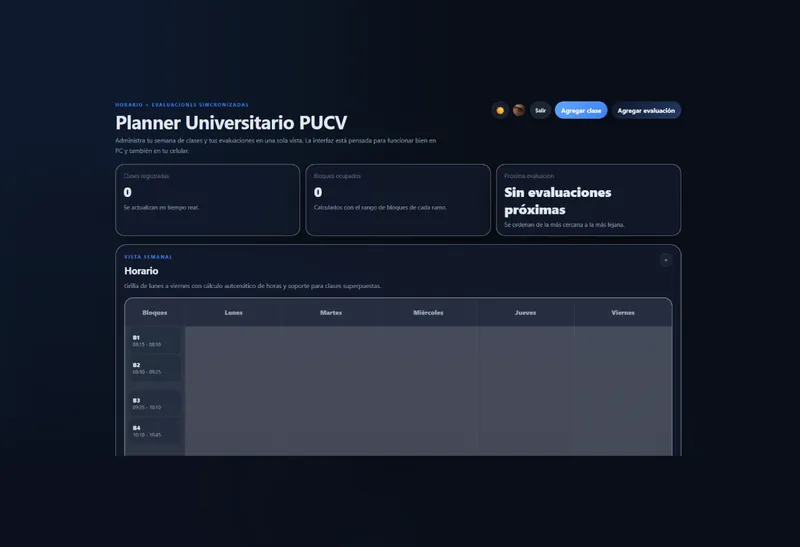 HORARIO + EVALUACIONES SINCRONIZADAS
Planner Universitario PUCV
Administra tu semana de clases y tus evaluaciones en una sola vista. La interfaz está pensada para funcionar bien en
PC y también en tu celular.
Salir
Agregar clase
Agregar evaluación
Clases registradas
0
Se actualizan en tiempo real.
Bloques ocupados
0
Calculados con el rango de bloques de cada ramo.
Próxima evaluación
Sin evaluaciones
próximas
Se ordenan de la más cercana a la más lejana.
VISTA SEMANAL
Horario
Grilla de lunes a viernes con cálculo automático de horas y soporte para clases superpuestas.
Bloques Lunes Martes Miércoles Jueves Viernes
B1
08:15 - 08:50
B2
08:50 - 09:25
B3
09:35 - 10:10
B4
10:10 - 10:45